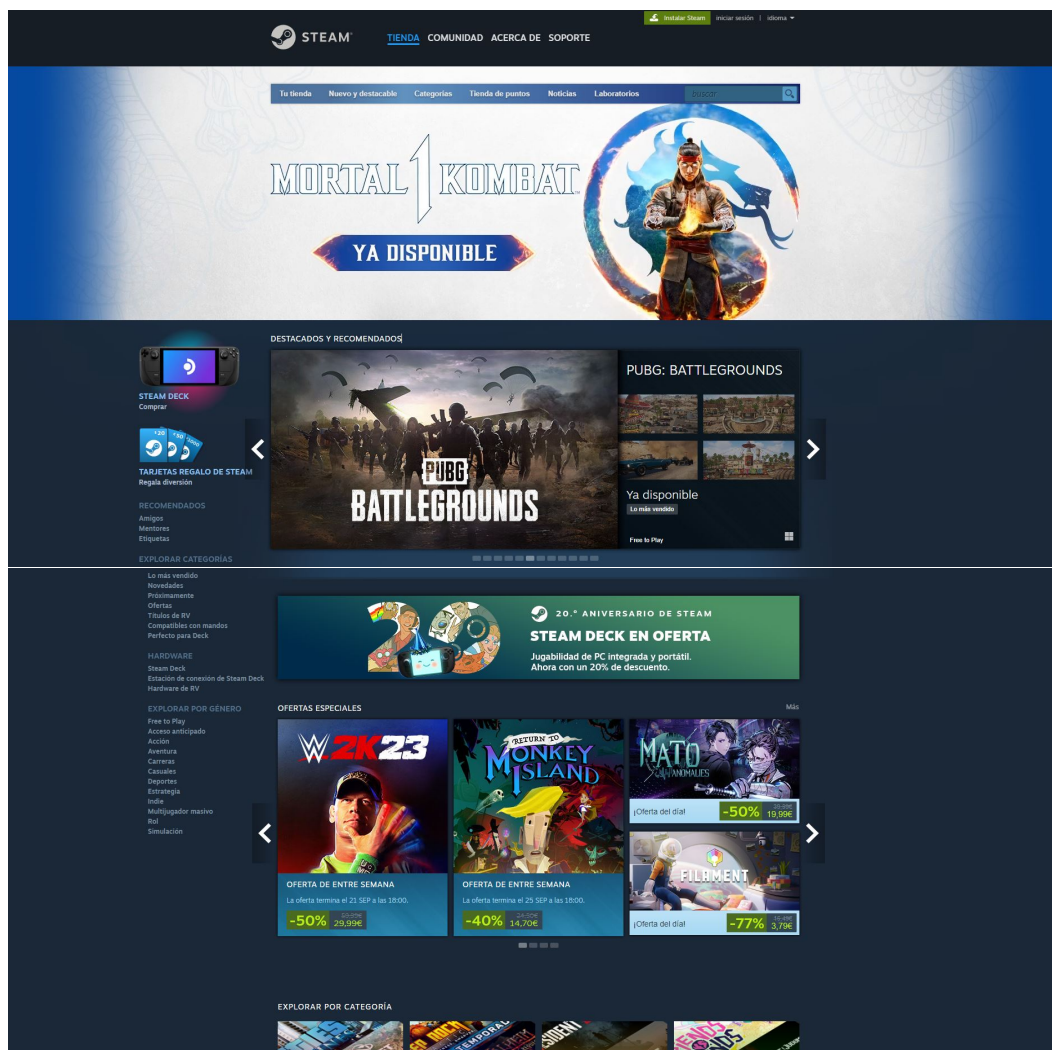 Instalar Steam
iniciar sesión | idioma
STEAM
TIENDA COMUNIDAD ACERCA DE SOPORTE
Tu tienda Nuevo y destacable Categorías Tienda de puntos Noticias Laboratorios buscar
MORTAL KOMBAT 1
YA DISPONIBLE
DESTACADOS Y RECOMENDADOS
PUBG
BATTLEGROUNDS
PUBG: BATTLEGROUNDS
Ya disponible
Lo más vendido
Free to Play
STEAM DECK
Comprar
TARJETAS REGALO DE STEAM
Regala diversión
RECOMENDADOS
Amigos
Mentores
Etiquetas
EXPLORAR CATEGORÍAS
Lo más vendido
Novedades
Próximamente
Ofertas
Títulos de RV
Compatibles con mandos
Perfecto para Deck
HARDWARE
Steam Deck
Estación de conexión de Steam Deck
Hardware de RV
EXPLORAR POR GÉNERO
Free to Play
Acceso anticipado
Acción
Aventura
Carreras
Casuales
Deportes
Estrategia
Indie
Multijugador masivo
Rol
Simulación
20
20.º ANIVERSARIO DE STEAM
STEAM DECK EN OFERTA
Jugabilidad de PC integrada y portátil.
Ahora con un 20% de descuento.
OFERTAS ESPECIALES
Más
W 2K23
OFERTA DE ENTRE SEMANA
La oferta termina el 21 SEP a las 18:00.
-50%
29,99€
RETURN TO
MONKEY
ISLAND
OFERTA DE ENTRE SEMANA
La oferta termina el 25 SEP a las 18:00.
-40%
14,70€
MATO
ANOMALIES
¡Oferta del día!
-50%
19,99€
FILAMENT
¡Oferta del día!
-77%
3,79€
EXPLORAR POR CATEGORÍA